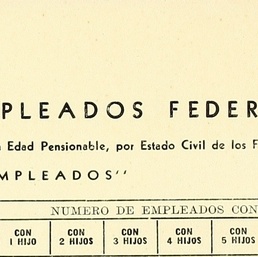 PLEADOS FEDER
Edad Pensionable, por Estado Civil de los F
MPLEADOS"
NUMERO DE EMPLEADOS CON
CON 1 HIJO
CON 2 HIJOS
CON 3 HIJOS
CON 4 HIJOS
CON 5 HIJOS